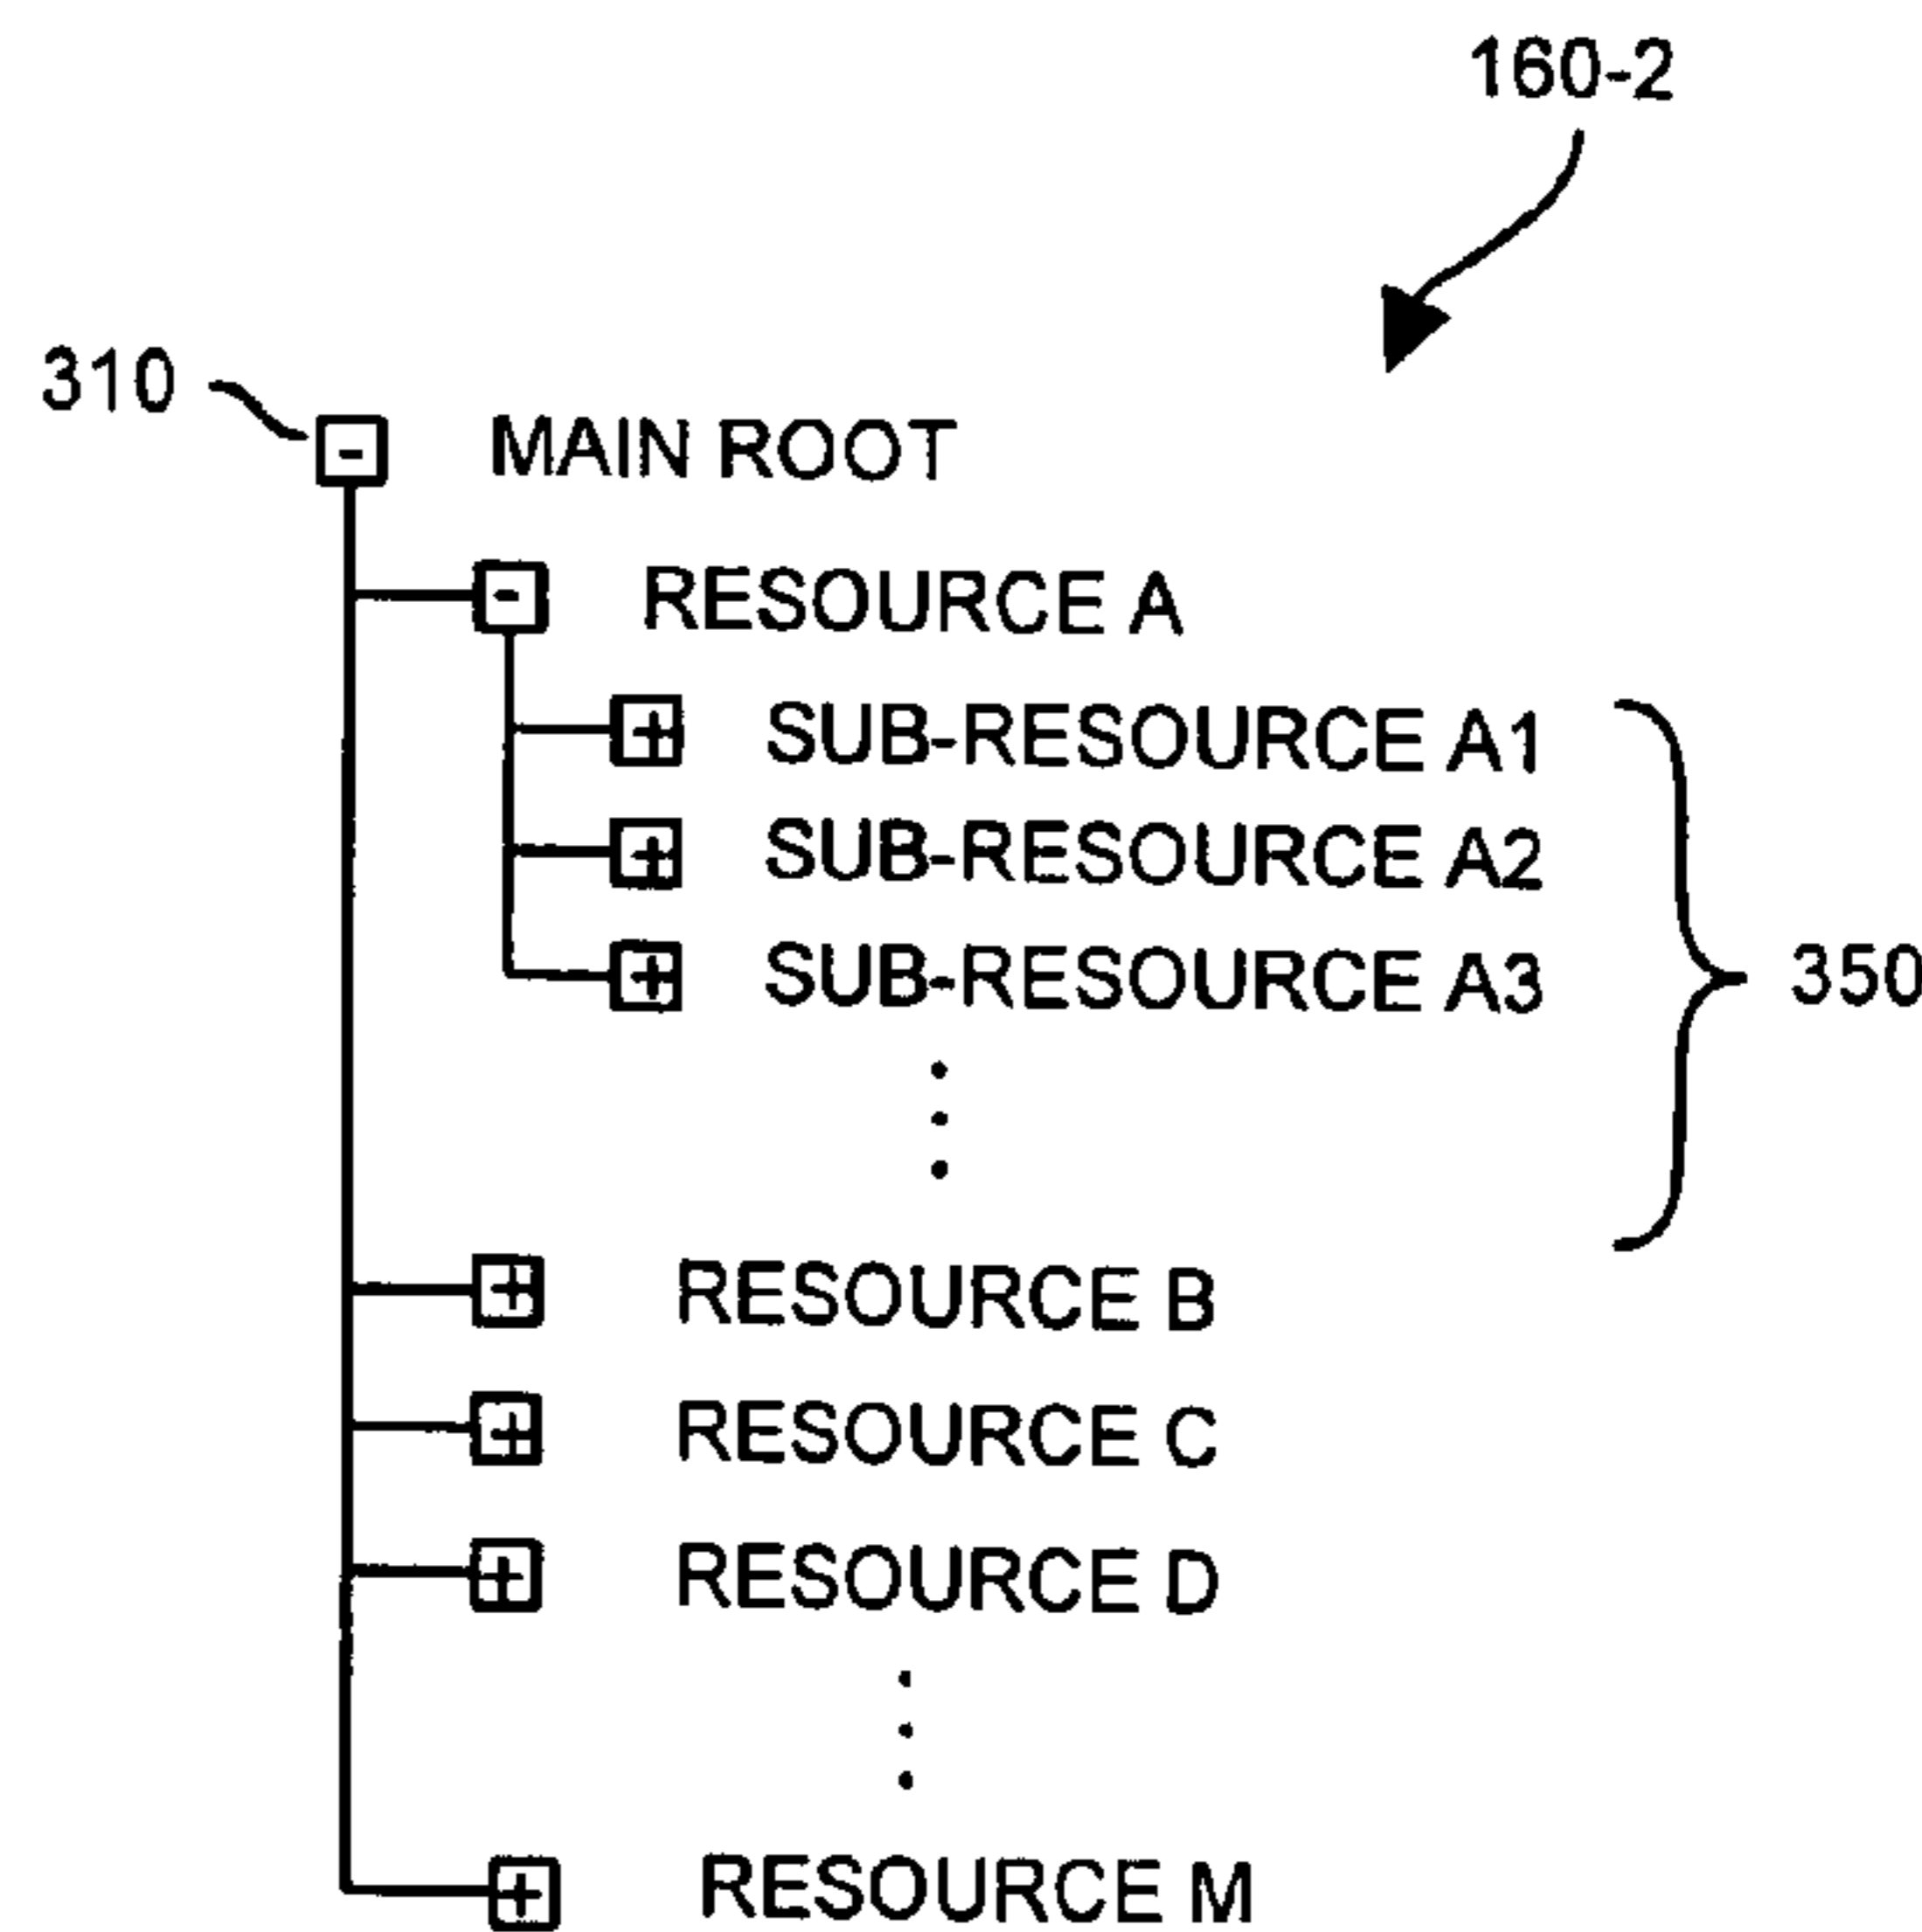 160-2
310
- MAIN ROOT
- RESOURCE A
+ SUB-RESOURCE A1
+ SUB-RESOURCE A2
+ SUB-RESOURCE A3
350
+ RESOURCE B
+ RESOURCE C
+ RESOURCE D
+ RESOURCE M